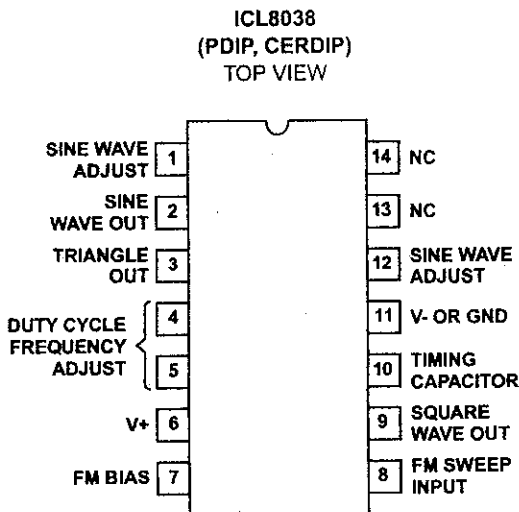 ICL8038
(PDIP, CERDIP)
TOP VIEW
SINE WAVE
ADJUST
1
SINE
WAVE OUT
2
TRIANGLE
OUT
3
DUTY CYCLE
FREQUENCY
ADJUST
4
5
V+
6
FM BIAS
7
14
NC
13
NC
12
SINE WAVE
ADJUST
11
V- OR GND
10
TIMING
CAPACITOR
9
SQUARE
WAVE OUT
8
FM SWEEP
INPUT